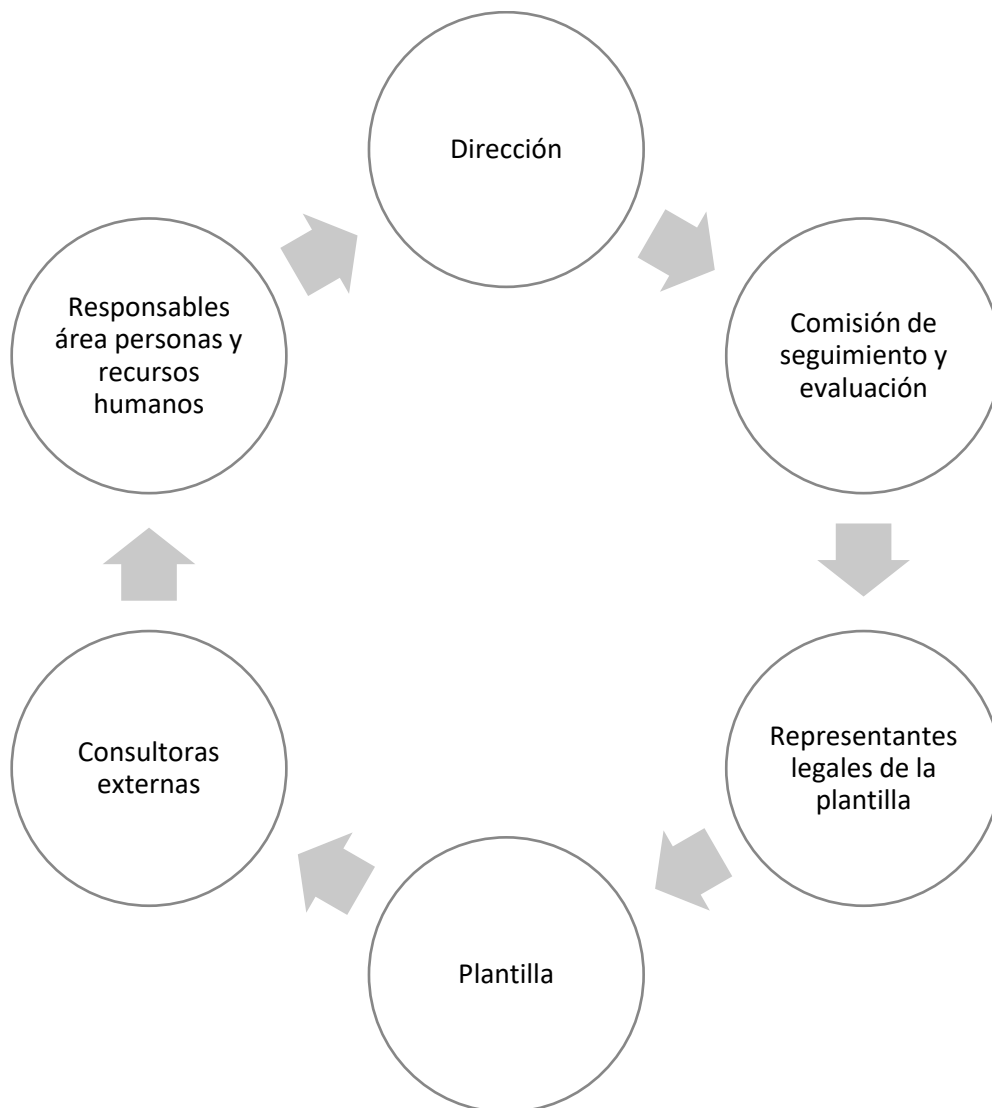 Dirección
Comisión de
seguimiento y
evaluación
Representantes
legales de la
plantilla
Plantilla
Consultoras
externas
Responsables
área personas y
recursos
humanos